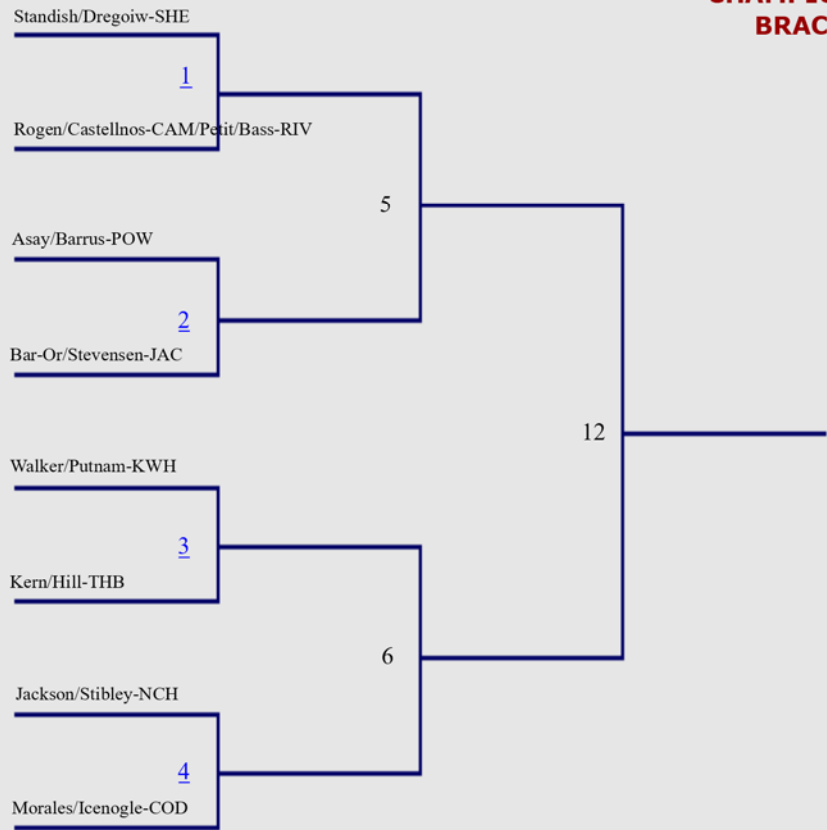 BRAC
Standish/Dregoiw-SHE
1
Rogen/Castellnos-CAM/Petit/Bass-RIV
5
Asay/Barrus-POW
2
Bar-Or/Stevensen-JAC
12
Walker/Putnam-KWH
3
Kern/Hill-THB
6
Jackson/Stibley-NCH
4
Morales/Icenogle-COD